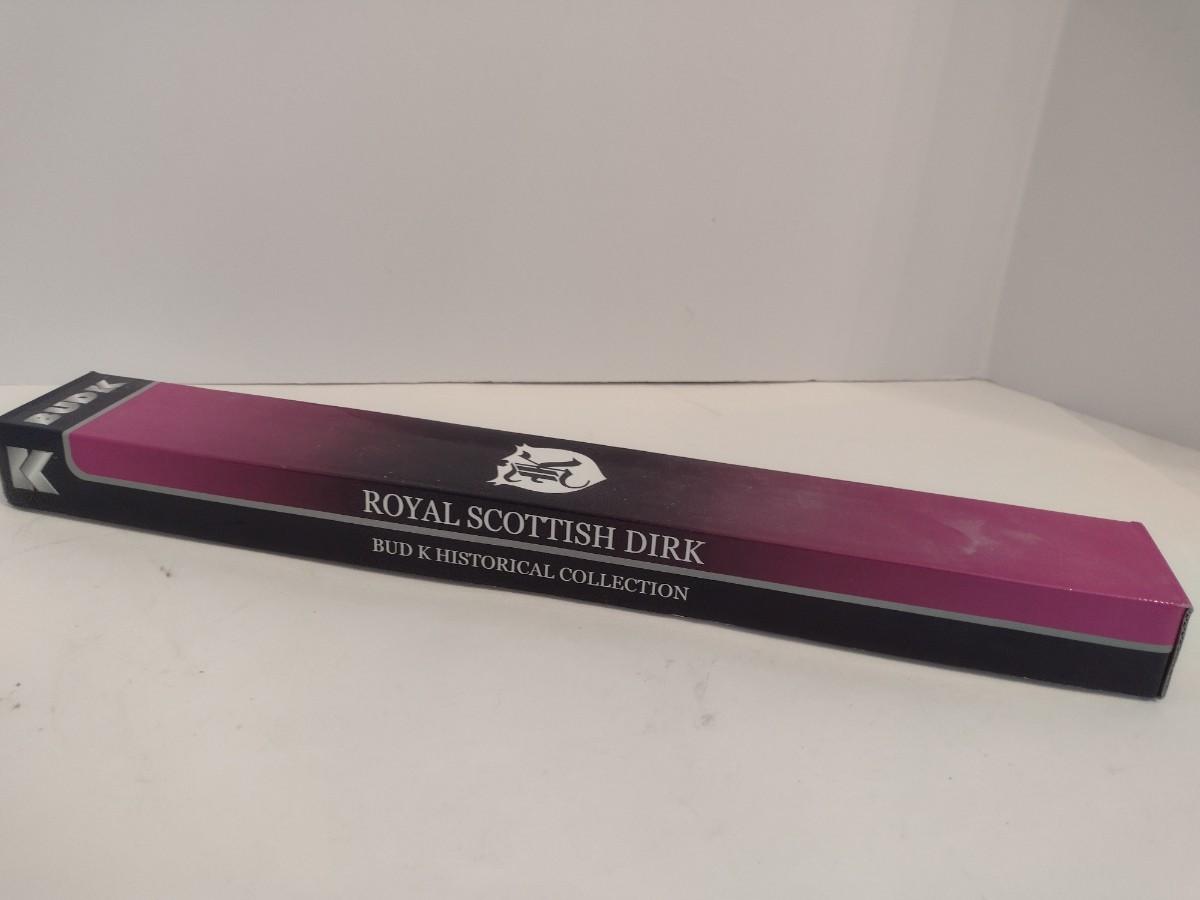 BUDK
K
ROYAL SCOTTISH DIRK
BUD K HISTORICAL COLLECTION